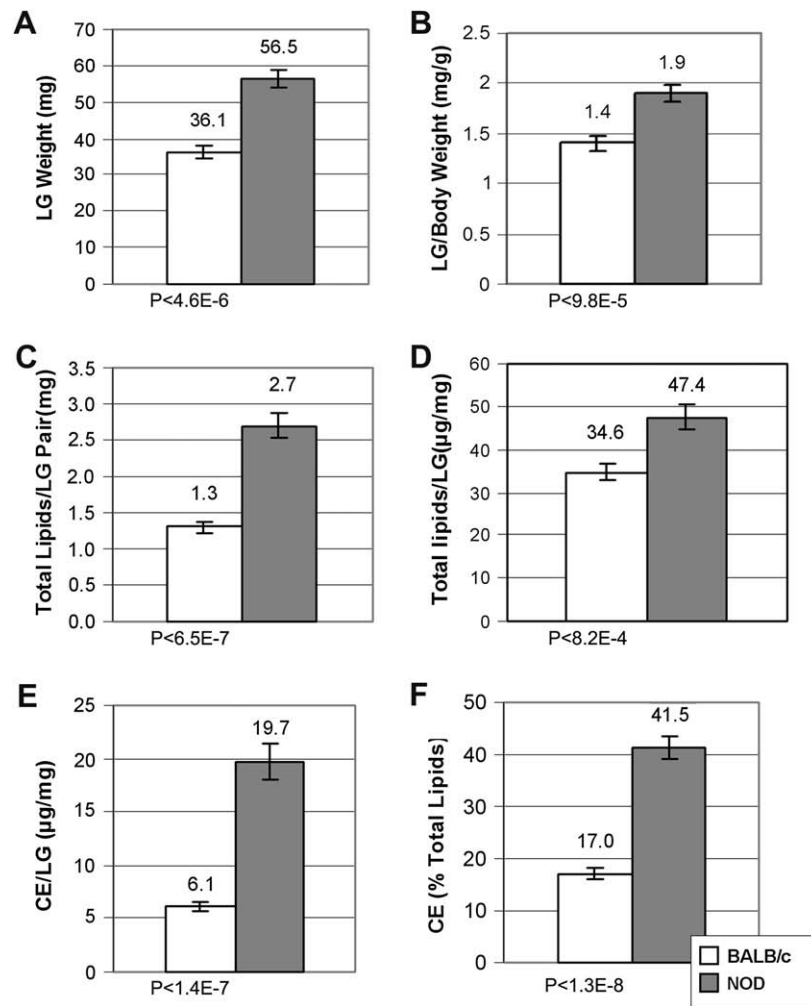 A
LG Weight (mg)
70
60
50
40
30
20
10
0
36.1
56.5
P<4.6E-6
B
LG/Body Weight (mg/g)
2.5
2
1.5
1
0.5
0
1.4
1.9
P<9.8E-5
C
Total Lipids/LG Pair(mg)
3.5
3.0
2.5
2.0
1.5
1.0
0.5
0.0
1.3
2.7
P<6.5E-7
D
Total lipids/LG(µg/mg)
60
50
40
30
20
10
0
34.6
47.4
P<8.2E-4
E
CE/LG (µg/mg)
25
20
15
10
5
0
6.1
19.7
P<1.4E-7
F
CE (% Total Lipids)
50
40
30
20
10
0
17.0
41.5
P<1.3E-8
BALB/c
NOD